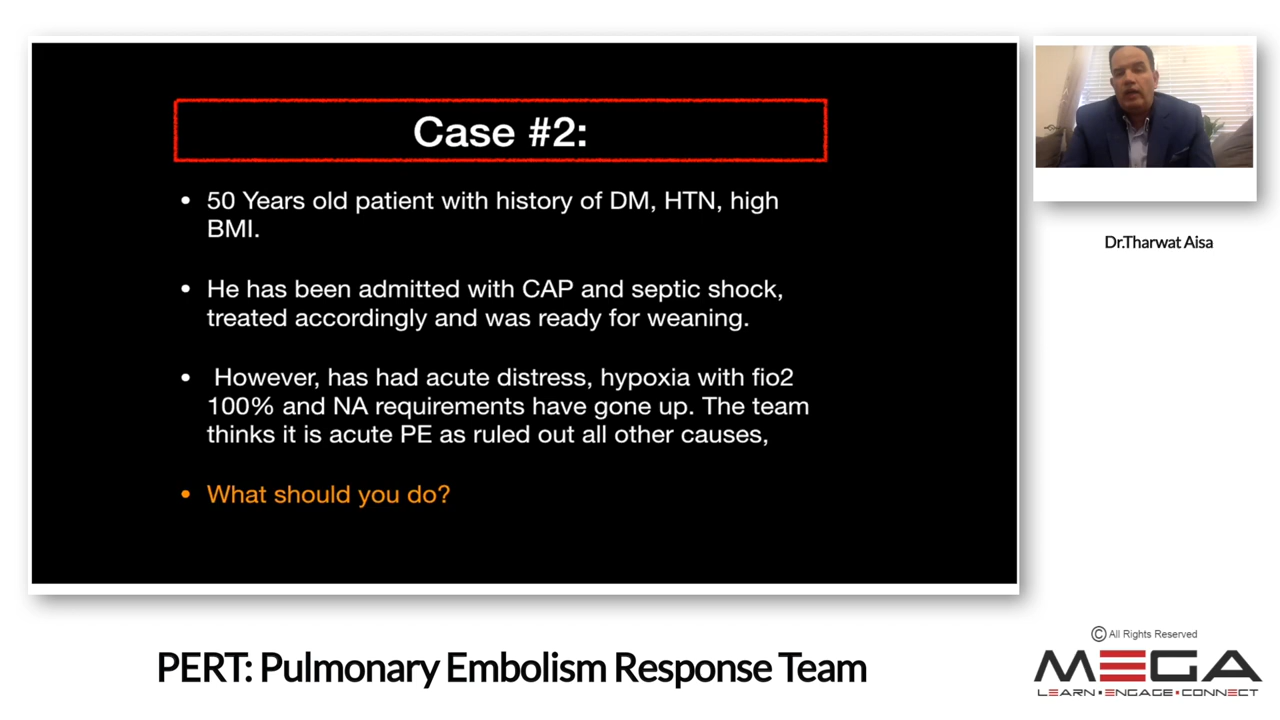 Case #2:
• 50 Years old patient with history of DM, HTN, high
BMI.
• He has been admitted with CAP and septic shock,
treated accordingly and was ready for weaning.
• However, has had acute distress, hypoxia with fio2
100% and NA requirements have gone up. The team
thinks it is acute PE as ruled out all other causes,
• What should you do?
Dr.Tharwat Aisa
PERT: Pulmonary Embolism Response Team
© All Rights Reserved
MEGA
LEARN•ENGAGE•CONNECT